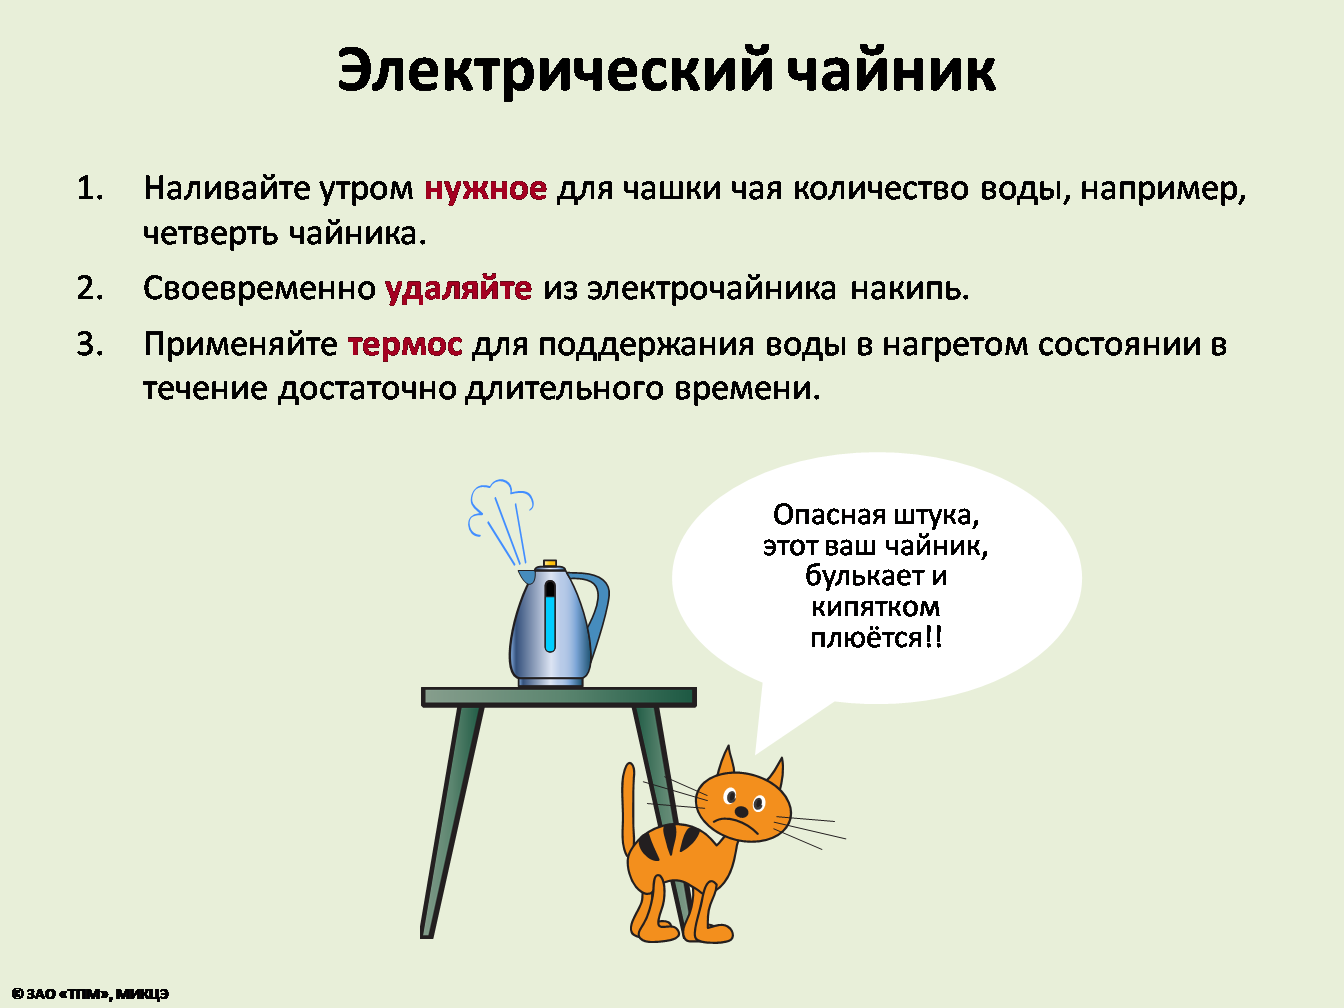 Электрический чайник
1. Наливайте утром нужное для чашки чая количество воды, например,
четверть чайника.
2. Своевременно удаляйте из электрочайника накипь.
3. Применяйте термос для поддержания воды в нагретом состоянии в
течение достаточно длительного времени.
Опасная штука,
этот ваш чайник,
булькает и
кипятком
плюётся!!
© ЗАО «ТПМ», МИКЦЭ